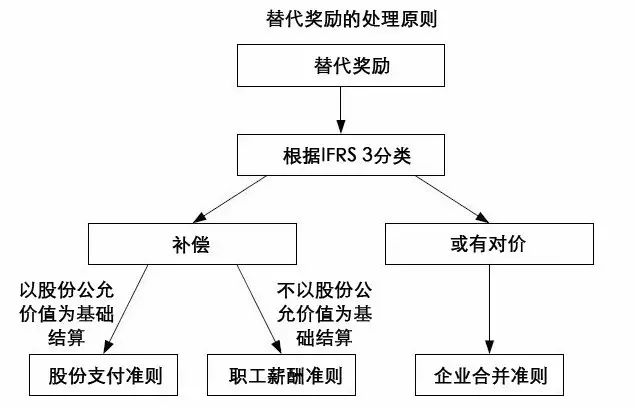 替代奖励的处理原则
替代奖励
根据IFRS 3分类
补偿
或有对价
以股份公允
价值为基础
结算
不以股份公
允价值为基
础结算
股份支付准则
职工薪酬准则
企业合并准则